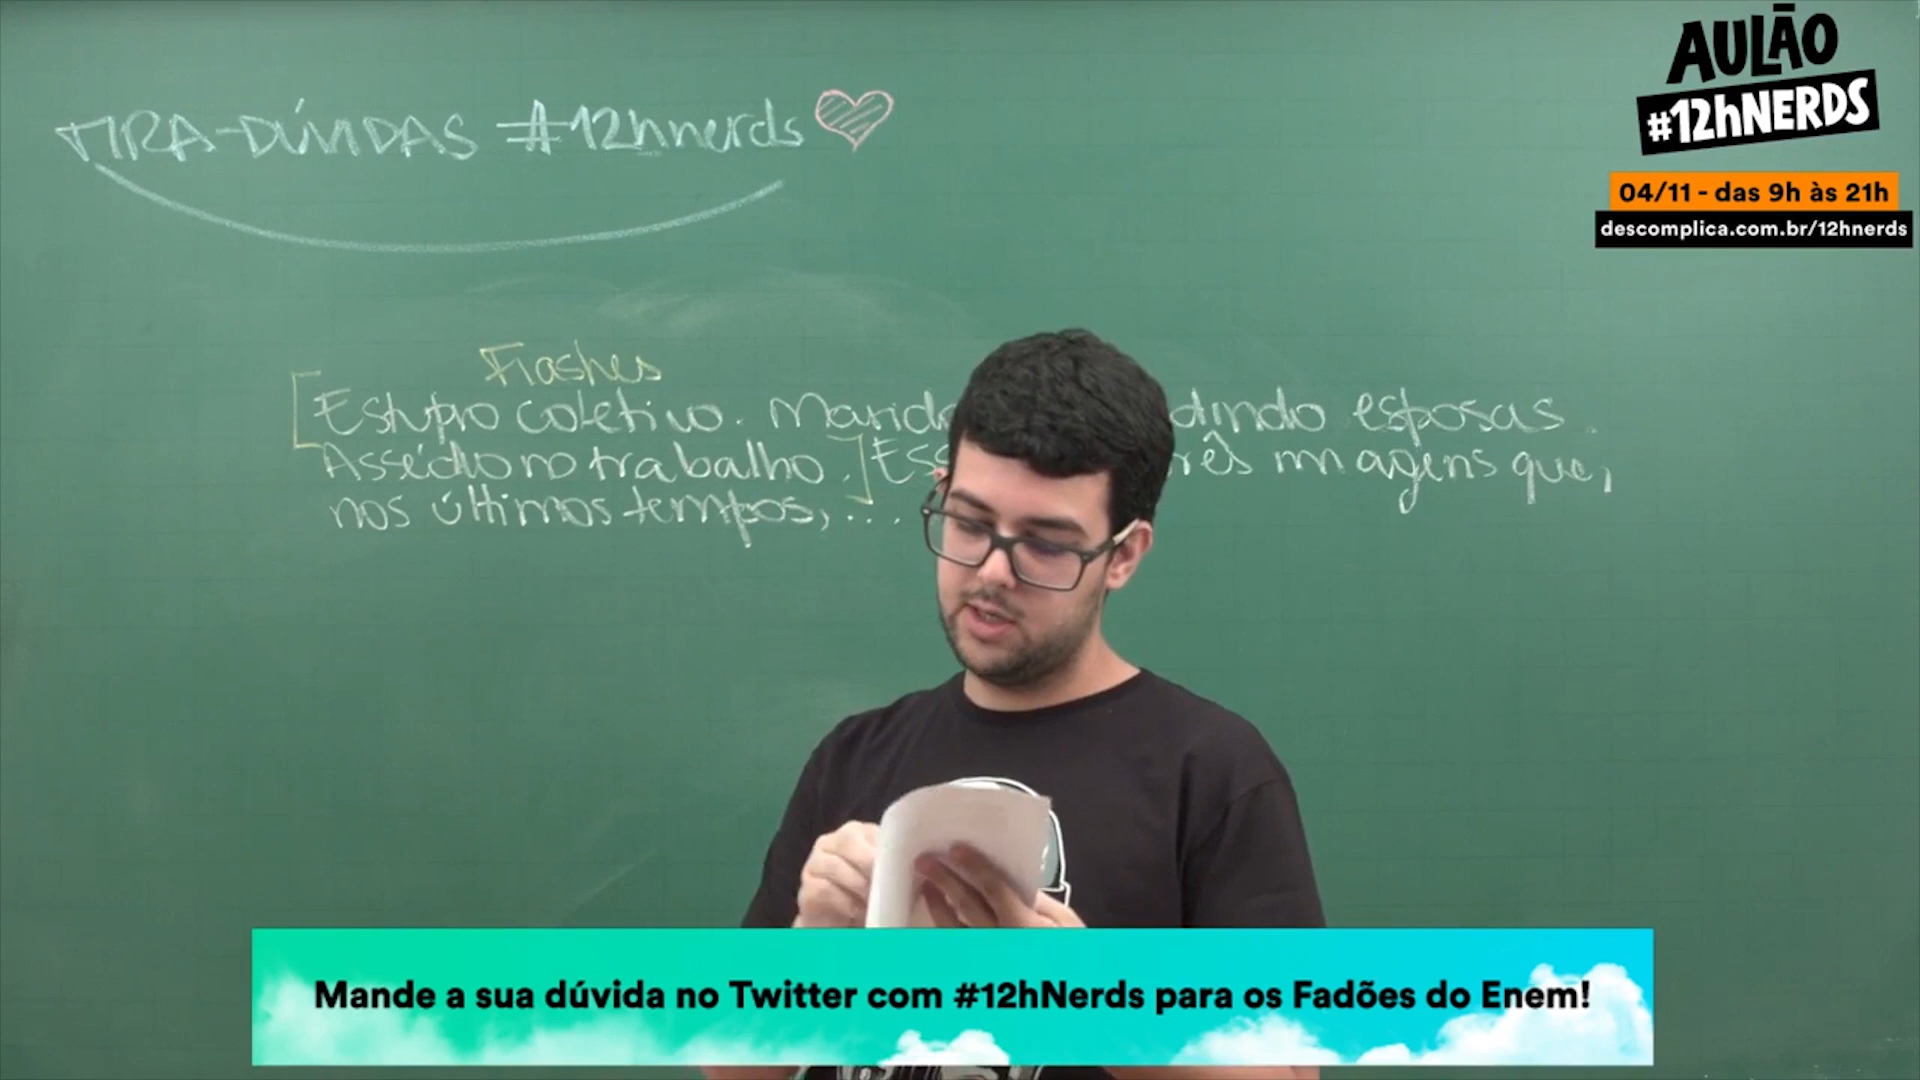 TIRA-DÚVIDAS #12hnerds
AULÃO
#12hNERDS
04/11 - das 9h às 21h
descomplica.com.br/12hnerds
Flashes
[Estupro coletivo. dindo esposas.
Assédio no trabalho.] rês imagens que,
nos últimos tempos, ...
Mande a sua dúvida no Twitter com #12hNerds para os Fadões do Enem!